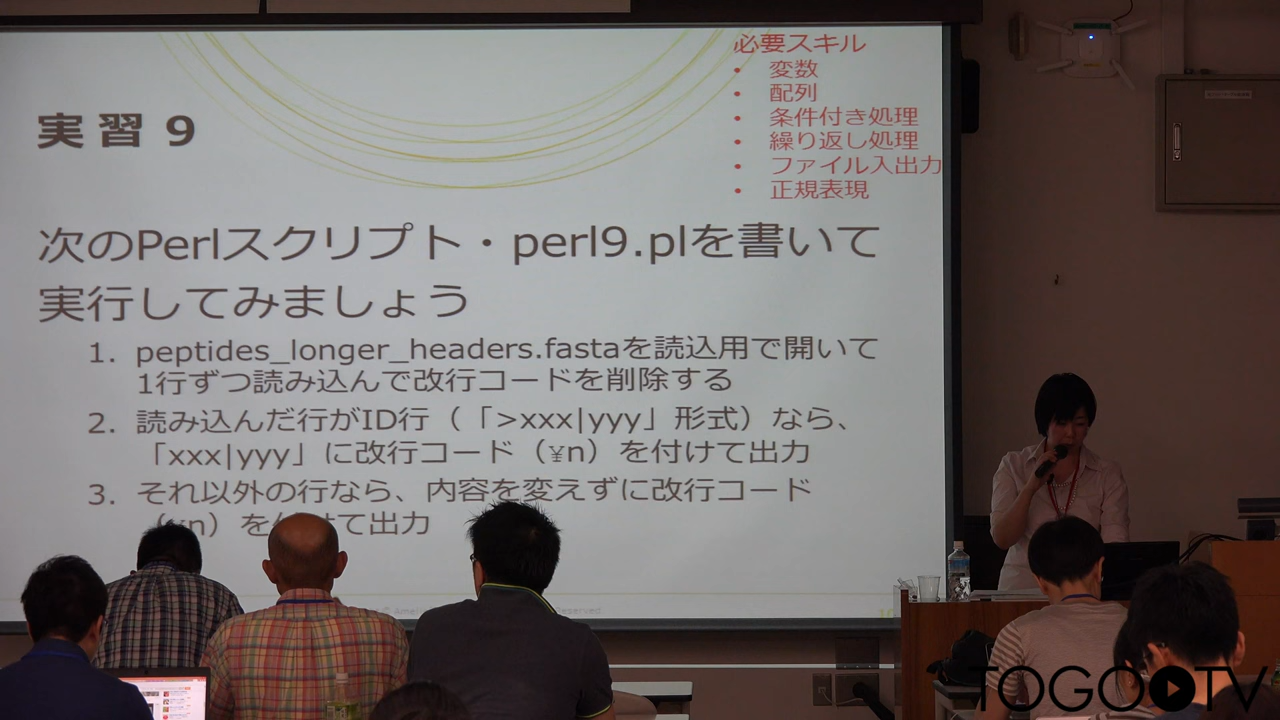 必要スキル
• 変数
• 配列
• 条件付き処理
• 繰り返し処理
• ファイル入出力
• 正規表現
実習 9
次のPerlスクリプト・perl9.plを書いて
実行してみましょう
1. peptides_longer_headers.fastaを読込用で開いて
1行ずつ読み込んで改行コードを削除する
2. 読み込んだ行がID行（「>xxx|yyy」形式）なら、
「xxx|yyy」に改行コード（¥n）を付けて出力
3. それ以外の行なら、内容を変えずに改行コード
（¥n）を付けて出力
TOGOTV